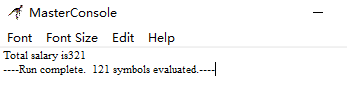 MasterConsole
Font Font Size Edit Help
Total salary is321
----Run complete.  121 symbols evaluated.----